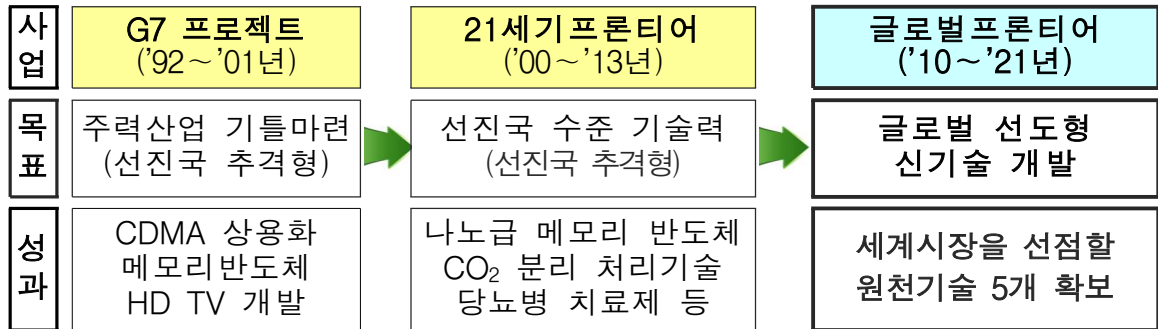 사업
G7 프로젝트
('92～'01년)
21세기프론티어
('00～'13년)
글로벌프론티어
('10～'21년)
목표
주력산업 기틀마련
(선진국 추격형)
선진국 수준 기술력
(선진국 추격형)
글로벌 선도형
신기술 개발
성과
CDMA 상용화
메모리반도체
HD TV 개발
나노급 메모리 반도체
CO₂ 분리 처리기술
당뇨병 치료제 등
세계시장을 선점할
원천기술 5개 확보